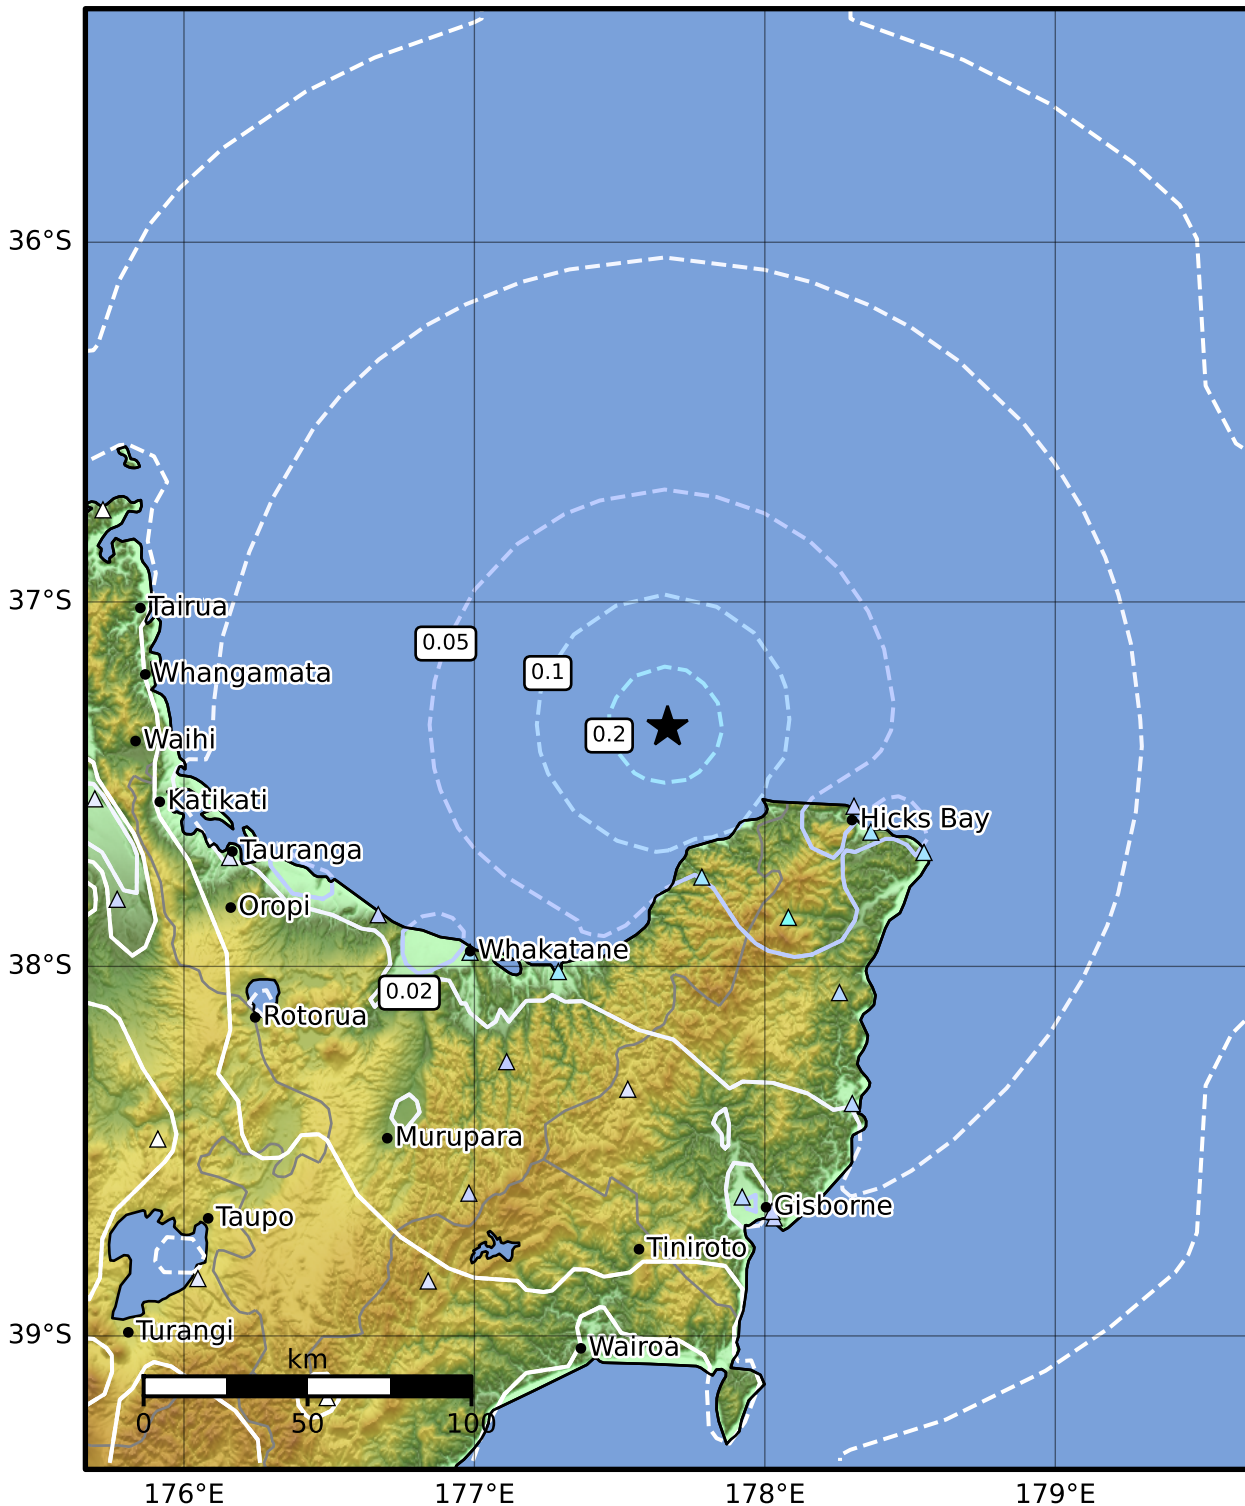 36°S
37°S
Tairua
0.05
0.1
Whangamata
0.2
Waihi
Katikati
Hicks Bay
Tauranga
Oropi
Whakatane
38°S
0.02
Rotorua
Murupara
Gisborne
Taupo
Tiniroto
Turangi
39°S
Wairoa
km
0 50 100
176°E 177°E 178°E 179°E